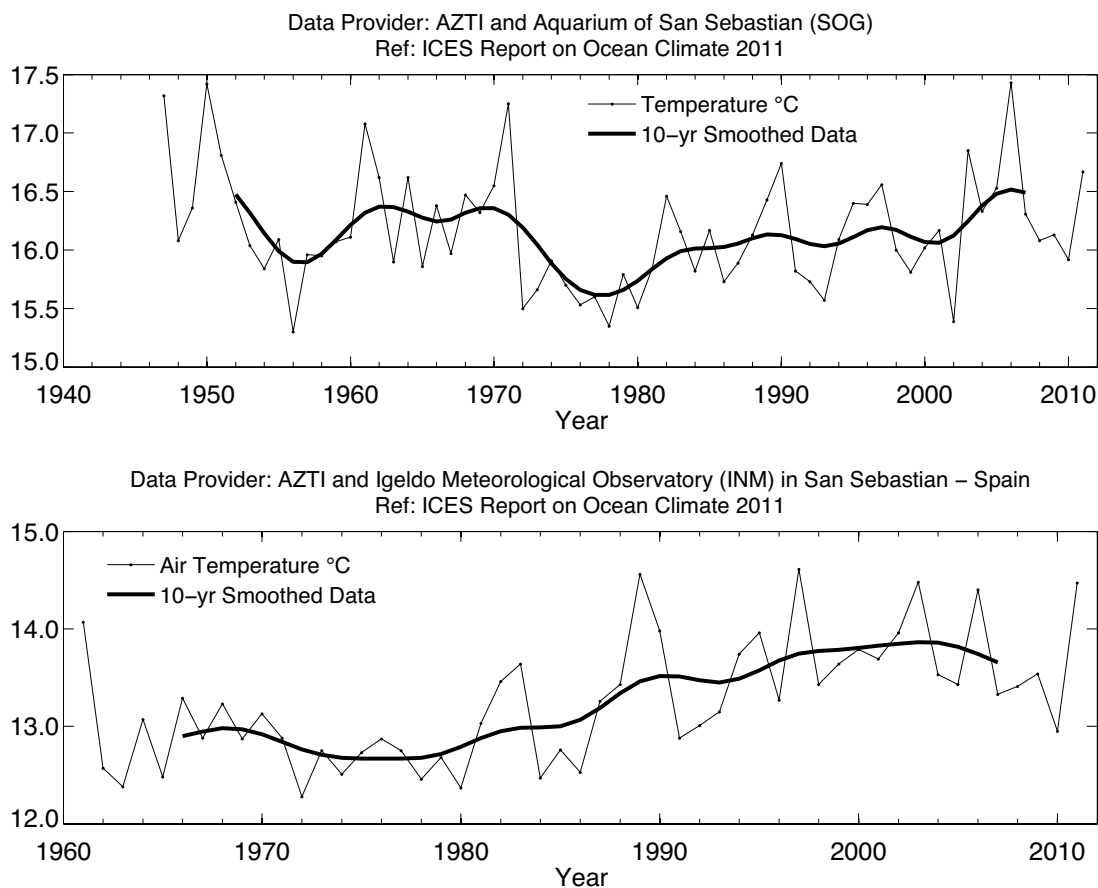 Data Provider: AZTI and Aquarium of San Sebastian (SOG)
Ref: ICES Report on Ocean Climate 2011
17.5
17.0
16.5
16.0
15.5
15.0
Temperature °C
10−yr Smoothed Data
1940 1950 1960 1970 1980 1990 2000 2010
Year
Data Provider: AZTI and Igeldo Meteorological Observatory (INM) in San Sebastian − Spain
Ref: ICES Report on Ocean Climate 2011
15.0
14.0
13.0
12.0
Air Temperature °C
10−yr Smoothed Data
1960 1970 1980 1990 2000 2010
Year